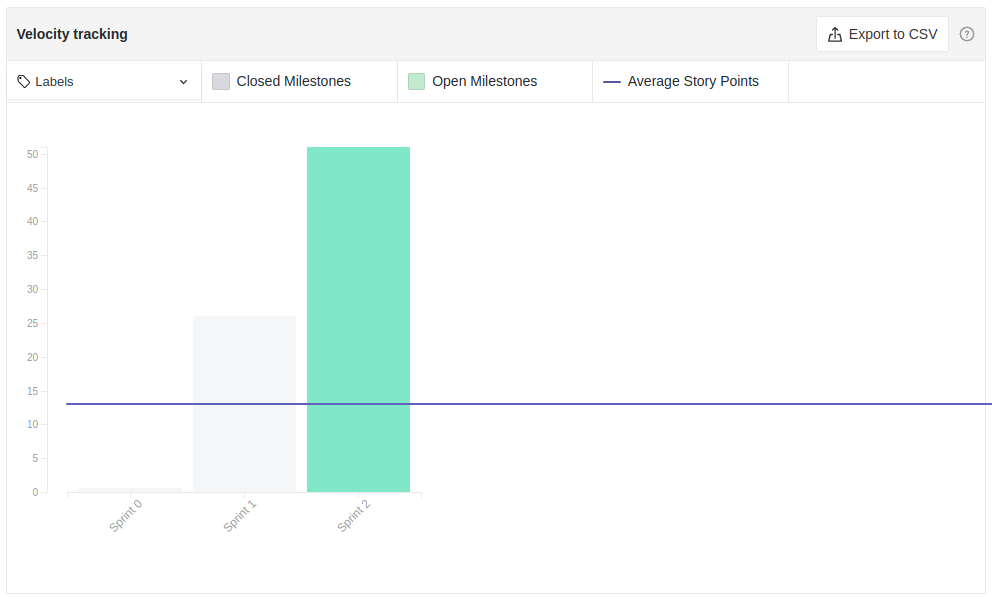 Velocity tracking
Export to CSV
?
Labels
Closed Milestones
Open Milestones
Average Story Points
50
45
40
35
30
25
20
15
10
5
0
Sprint 0
Sprint 1
Sprint 2